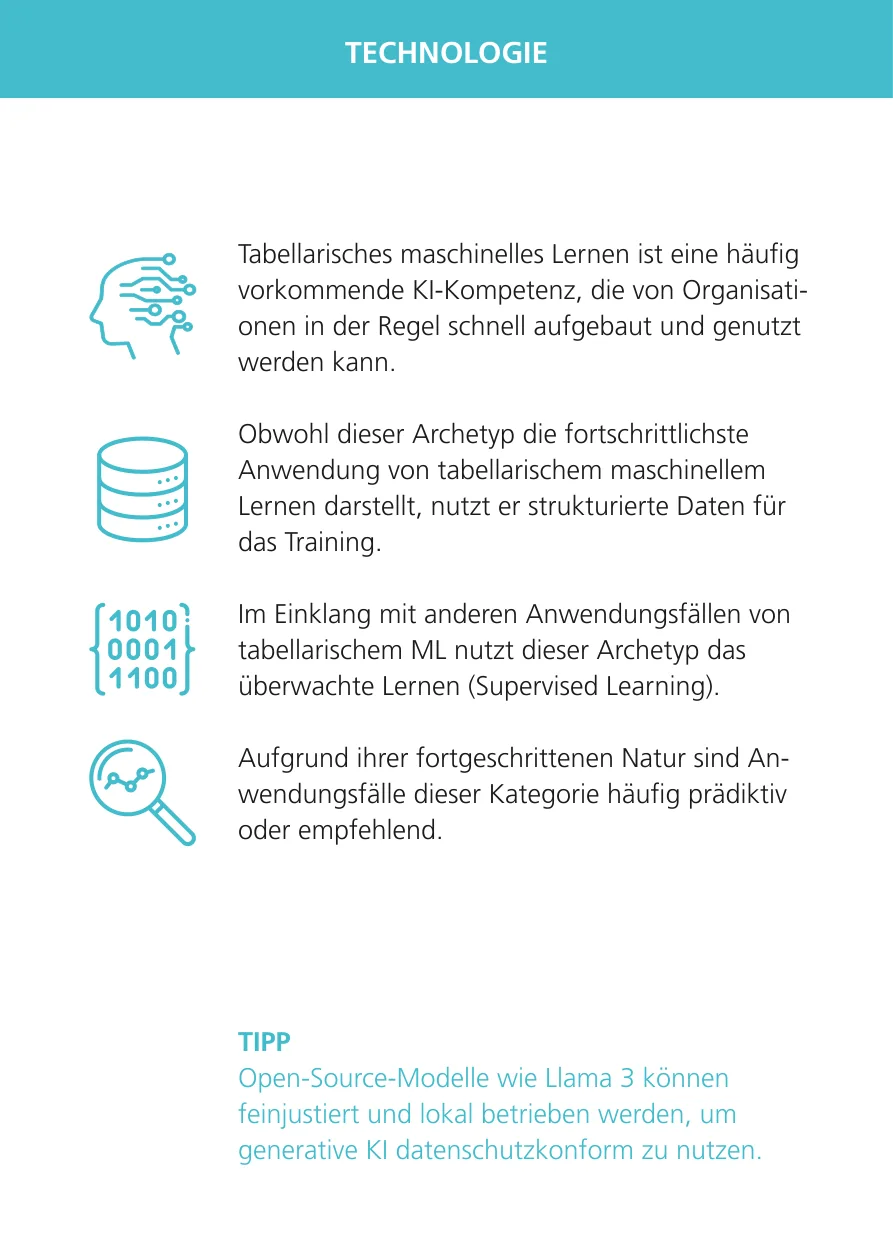 TECHNOLOGIE
Tabellarisches maschinelles Lernen ist eine häufig
vorkommende KI-Kompetenz, die von Organisati-
onen in der Regel schnell aufgebaut und genutzt
werden kann.
Obwohl dieser Archetyp die fortschrittlichste
Anwendung von tabellarischem maschinellem
Lernen darstellt, nutzt er strukturierte Daten für
das Training.
1010
0001
1100
Im Einklang mit anderen Anwendungsfällen von
tabellarischem ML nutzt dieser Archetyp das
überwachte Lernen (Supervised Learning).
Aufgrund ihrer fortgeschrittenen Natur sind An-
wendungsfälle dieser Kategorie häufig prädiktiv
oder empfehlend.
TIPP
Open-Source-Modelle wie Llama 3 können
feinjustiert und lokal betrieben werden, um
generative KI datenschutzkonform zu nutzen.